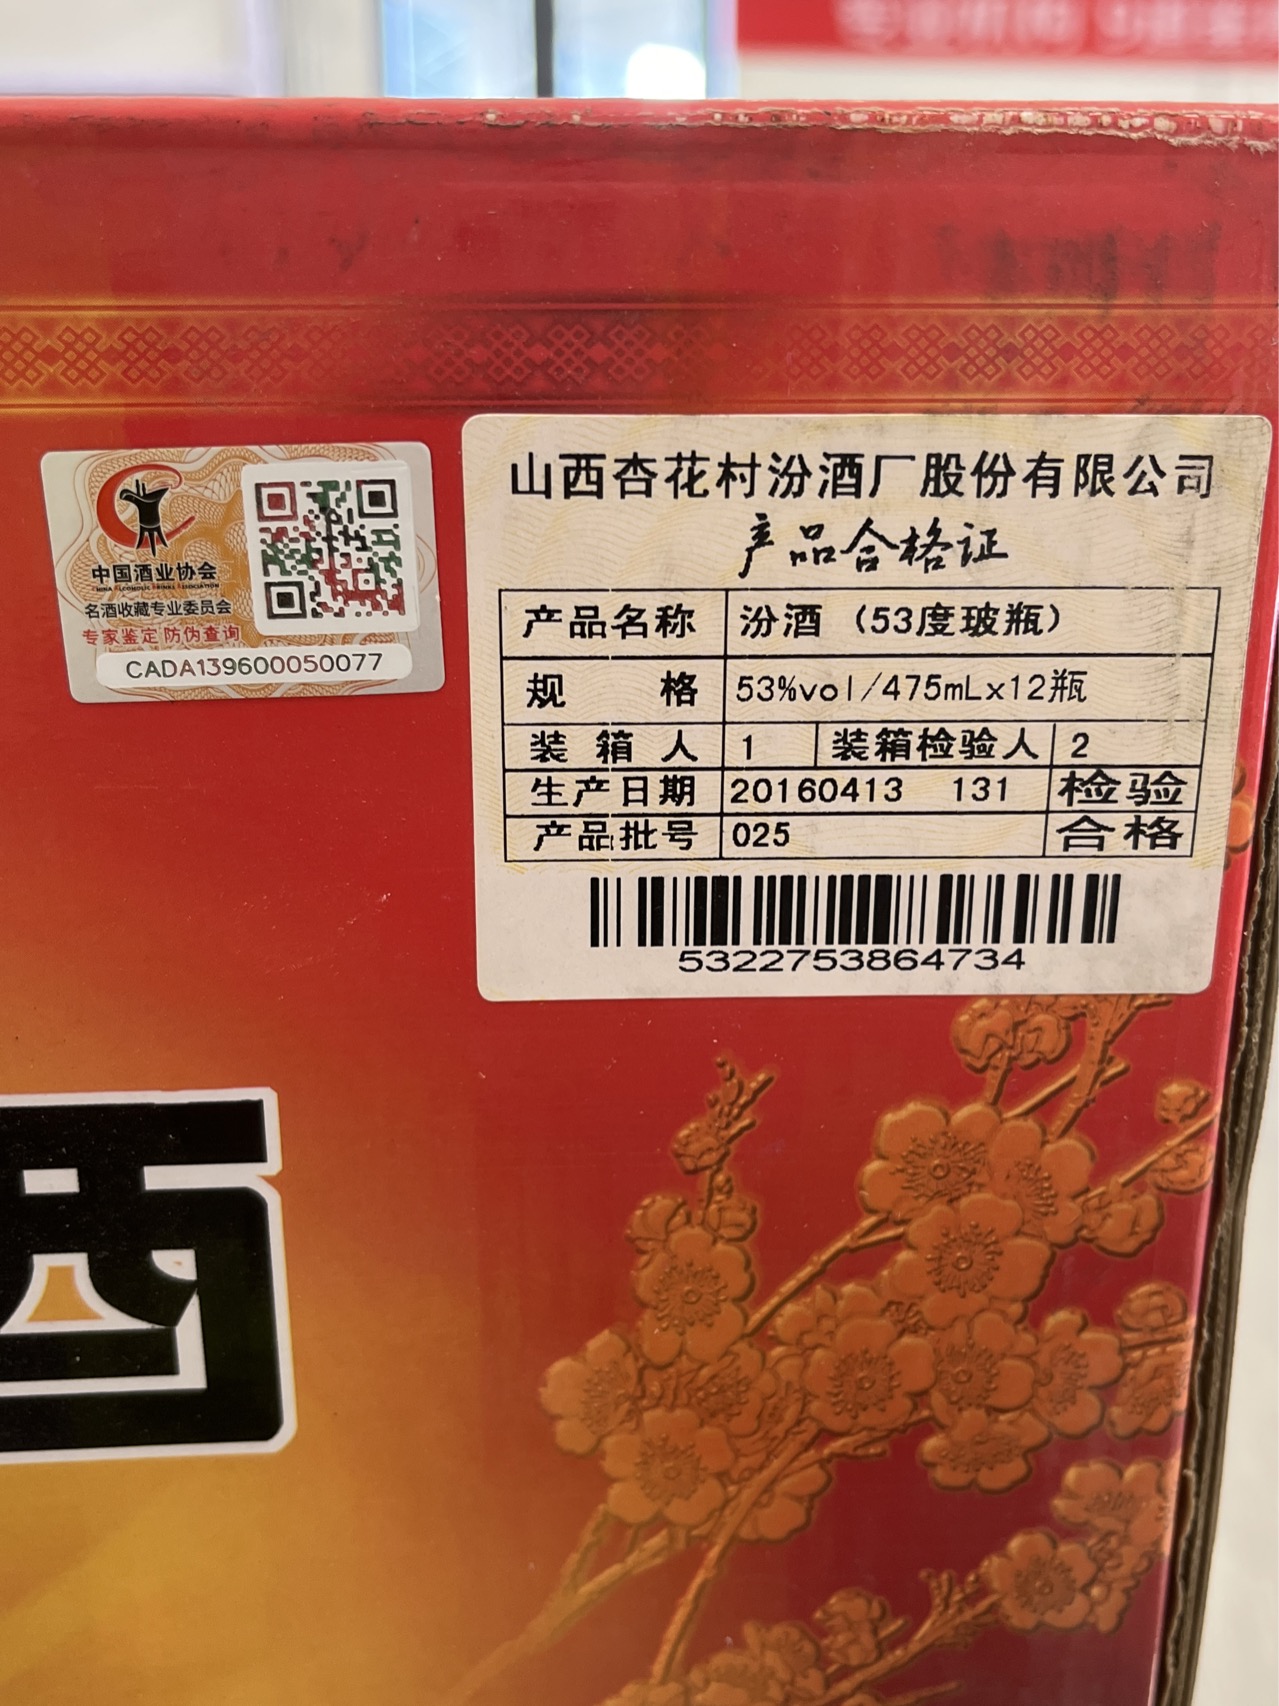 山西杏花村汾酒厂股份有限公司
产品合格证
产品名称 汾酒（53度玻瓶）
规 格 53%vol/475mLx12瓶
装箱人 1 装箱检验人 2
生产日期 20160413 131 检验
产品批号 025 合格
5322753864734
中国酒业协会
CHINA ALCOHOLIC DRINKS ASSOCIATION
名酒收藏专业委员会
专家鉴定 防伪查询
CADA139600050077